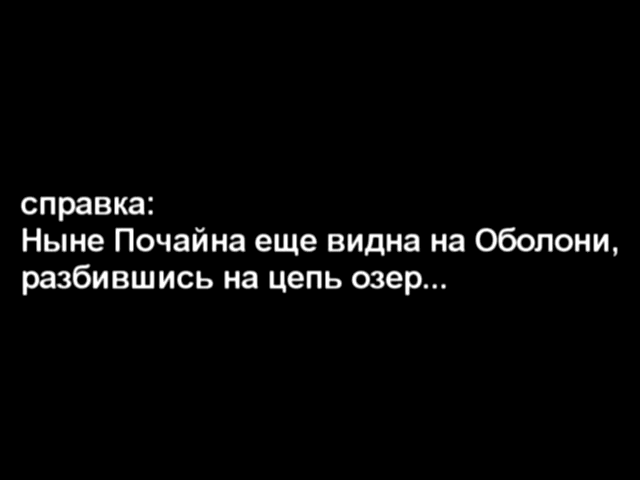 справка:
Ныне Почайна еще видна на Оболони,
разбившись на цепь озер...